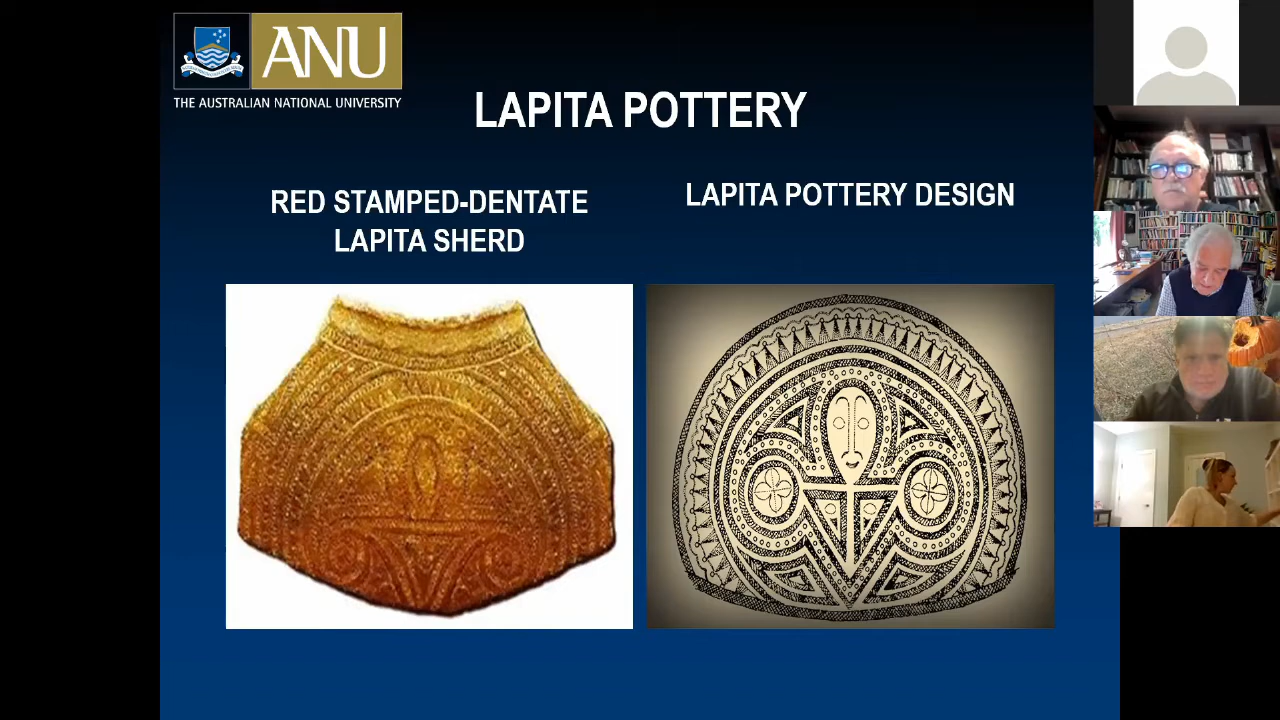 ANU
THE AUSTRALIAN NATIONAL UNIVERSITY
LAPITA POTTERY
RED STAMPED-DENTATE
LAPITA SHERD
LAPITA POTTERY DESIGN